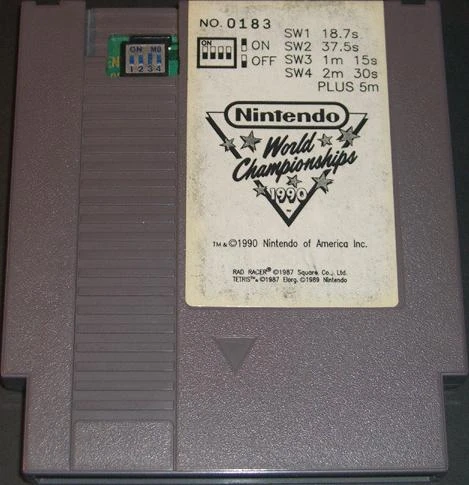 NO. 0183
ON ON SW1 18.7s
OFF SW2 37.5s
SW3 1m 15s
SW4 2m 30s
PLUS 5m
ON MB
1 2 3 4
Nintendo
World
Championships
1990
TM & ©1990 Nintendo of America Inc.
RAD RACER® ©1987 Square Co., Ltd.
TETRIS™ ©1987 Elorg. ©1989 Nintendo